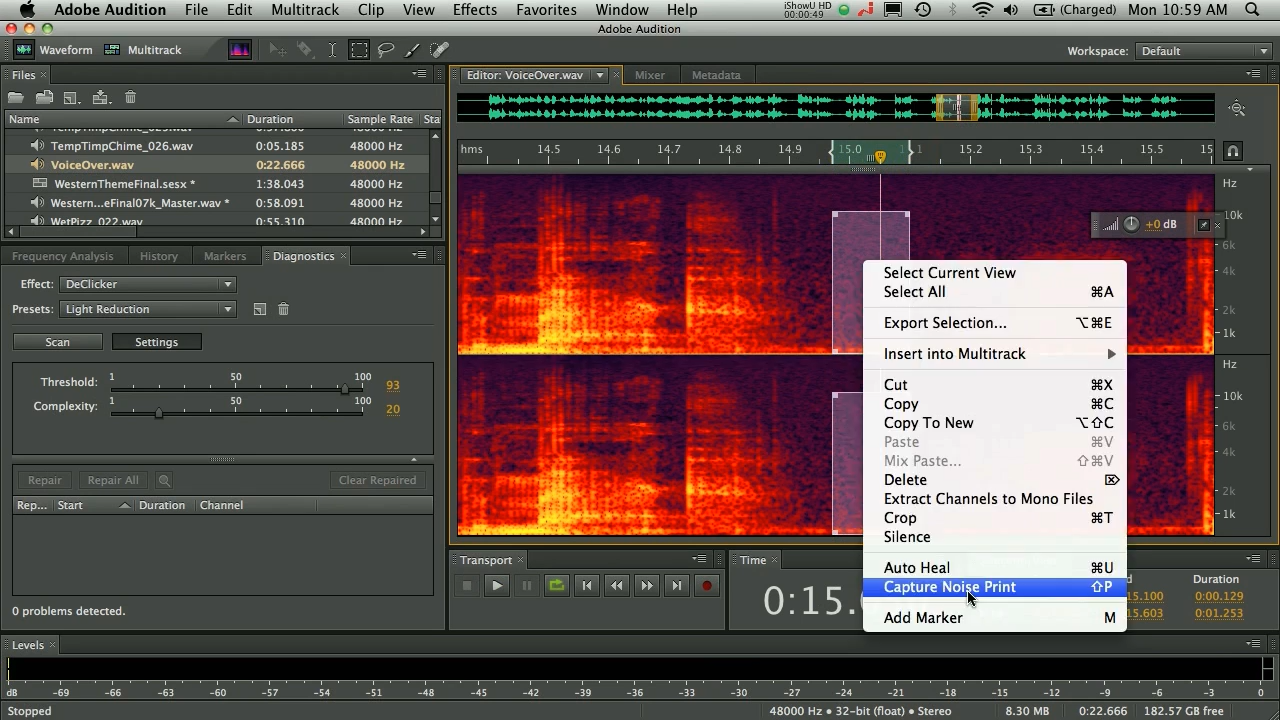 Adobe Audition File Edit Multitrack Clip View Effects Favorites Window Help iShowU HD 00:00:49 (Charged) Mon 10:59 AM
Adobe Audition
Waveform Multitrack Workspace: Default
Files
Name Duration Sample Rate Sta
TempTimpChime_026.wav 00:05.185 48000 Hz
VoiceOver.wav 0:22.666 48000 Hz
WesternThemeFinal.sesx * 1:38.043 48000 Hz
Western...eFinal07k_Master.wav * 0:58.091 48000 Hz
WetPizz_022.wav 0:55.310 48000 Hz
Frequency Analysis History Markers Diagnostics
Effect: DeClicker
Presets: Light Reduction
Scan Settings
1 50 100
Threshold: 93
1 50 100
Complexity: 20
Repair Repair All Clear Repaired
Rep... Start Duration Channel
0 problems detected.
Editor: VoiceOver.wav Mixer Metadata
hms 14.5 14.6 14.7 14.8 14.9 15.0 15.2 15.3 15.4 15.5 15
Hz
10k
6k
4k
2k
1k
+0 dB
Hz
10k
6k
4k
2k
1k
Select Current View
Select All ⌘A
Export Selection... ⌥⌘E
Insert into Multitrack
Cut ⌘X
Copy ⌘C
Copy To New ⌥⇧C
Paste ⌘V
Mix Paste... ⇧⌘V
Delete ⌦
Extract Channels to Mono Files
Crop ⌘T
Silence
Auto Heal ⌘U
Capture Noise Print ⇧P
Add Marker M
Transport
Time
0:15.
d Duration
15.100 0:00.129
15.603 0:01.253
Levels
dB -69 -66 -63 -60 -57 -54 -51 -48 -45 -42 -39 -36 -33 -30 -27 -24 -21 -18 -15 -12 -9 -6 -3 0
Stopped 48000 Hz • 32-bit (float) • Stereo 8.30 MB 0:22.666 182.57 GB free